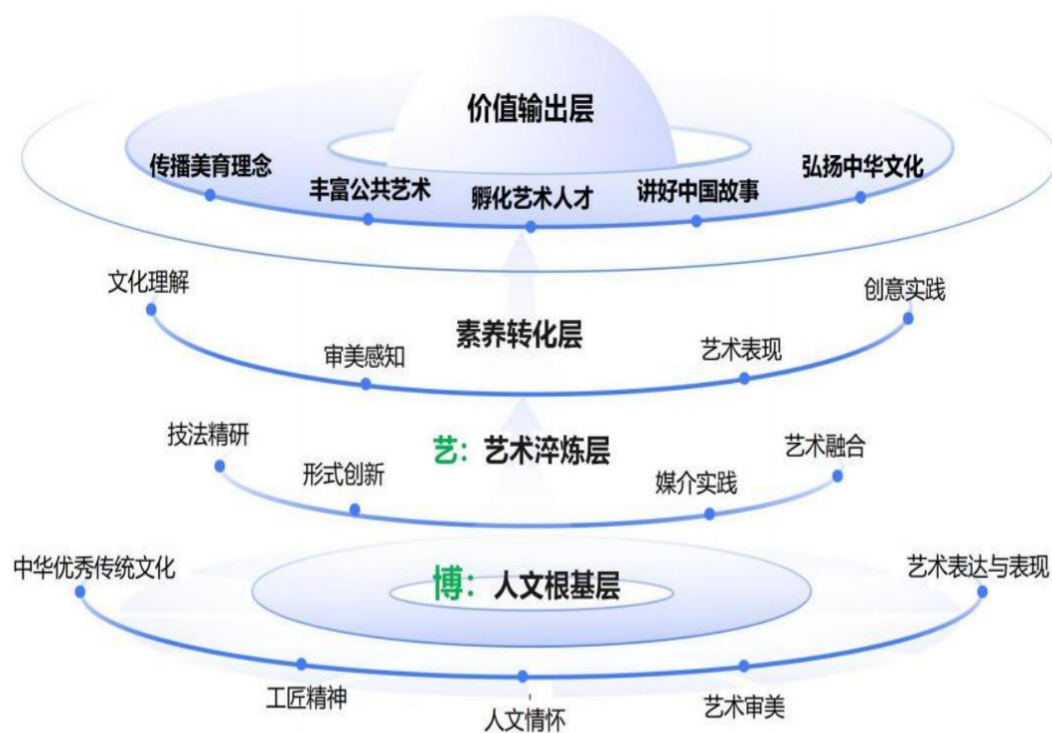 价值输出层
传播美育理念
丰富公共艺术
孵化艺术人才
讲好中国故事
弘扬中华文化
文化理解
审美感知
素养转化层
艺术表现
创意实践
技法精研
形式创新
艺：艺术淬炼层
媒介实践
艺术融合
中华优秀传统文化
博：人文根基层
艺术表达与表现
工匠精神
人文情怀
艺术审美